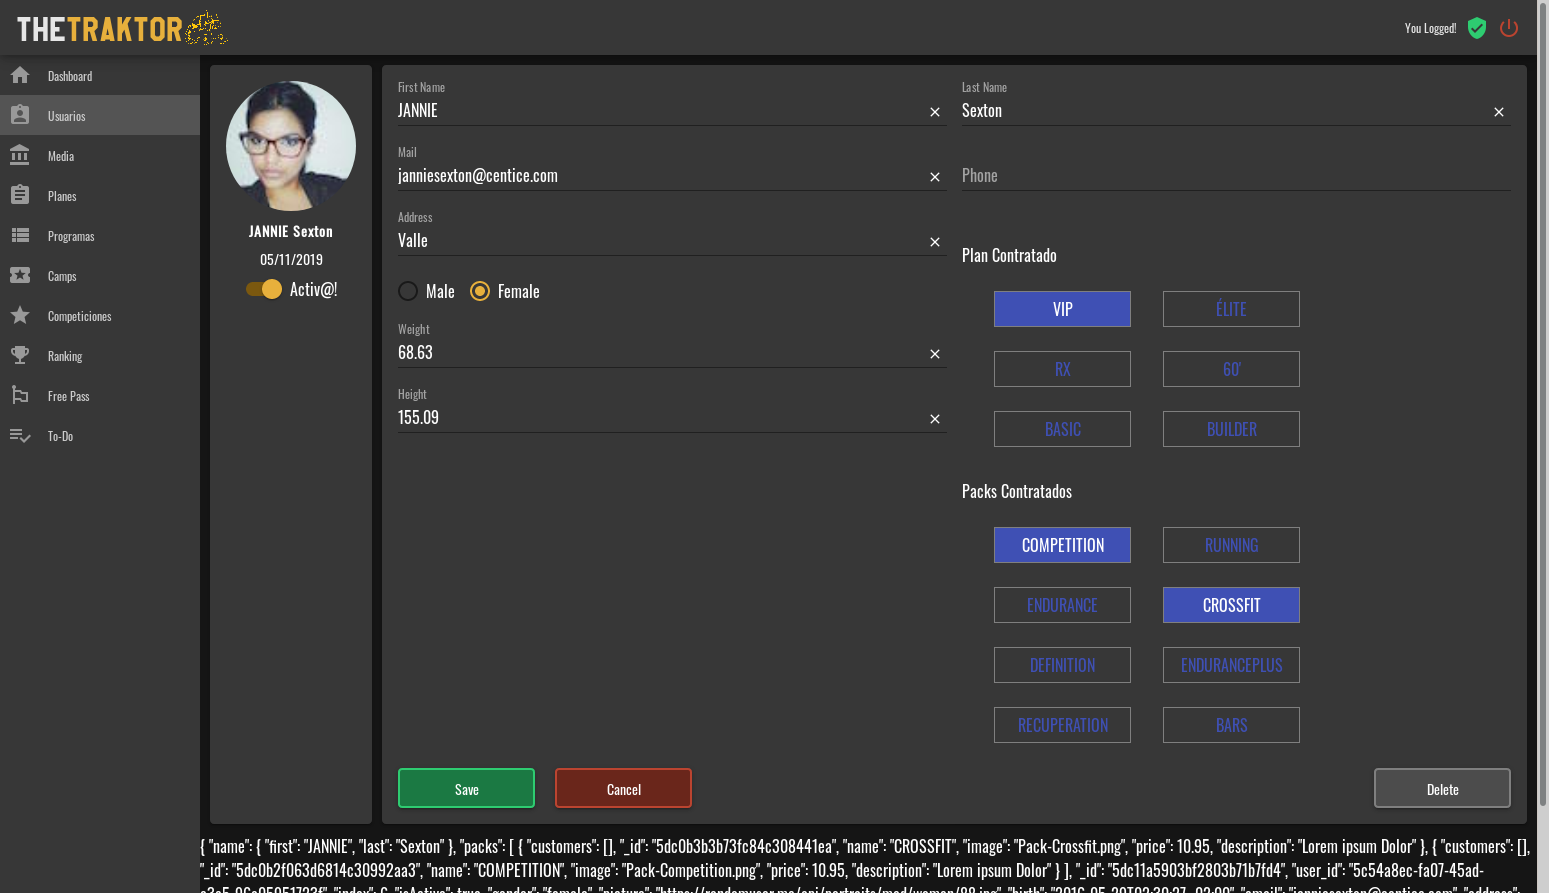 THETRAKTOR
You Logged!
Dashboard
Usuarios
Media
Planes
Programas
Camps
Competiciones
Ranking
Free Pass
To-Do
JANNIE Sexton
05/11/2019
Activ@!
First Name
JANNIE
Last Name
Sexton
Mail
janniesexton@centice.com
Phone
Address
Valle
Male
Female
Weight
68.63
Height
155.09
Plan Contratado
VIP
ÉLITE
RX
60'
BASIC
BUILDER
Packs Contratados
COMPETITION
RUNNING
ENDURANCE
CROSSFIT
DEFINITION
ENDURANCEPLUS
RECUPERATION
BARS
Save
Cancel
Delete
{ "name": { "first": "JANNIE", "last": "Sexton" }, "packs": [ { "customers": [], "_id": "5dc0b3b3b73fc84c308441ea", "name": "CROSSFIT", "image": "Pack-Crossfit.png", "price": 10.95, "description": "Lorem ipsum Dolor" }, { "customers": [],
"_id": "5dc0b2f063d6814c30992aa3", "name": "COMPETITION", "image": "Pack-Competition.png", "price": 10.95, "description": "Lorem ipsum Dolor" } ], "_id": "5dc11a5903bf2803b71b7fd4", "user_id": "5c54a8ec-fa07-45ad-